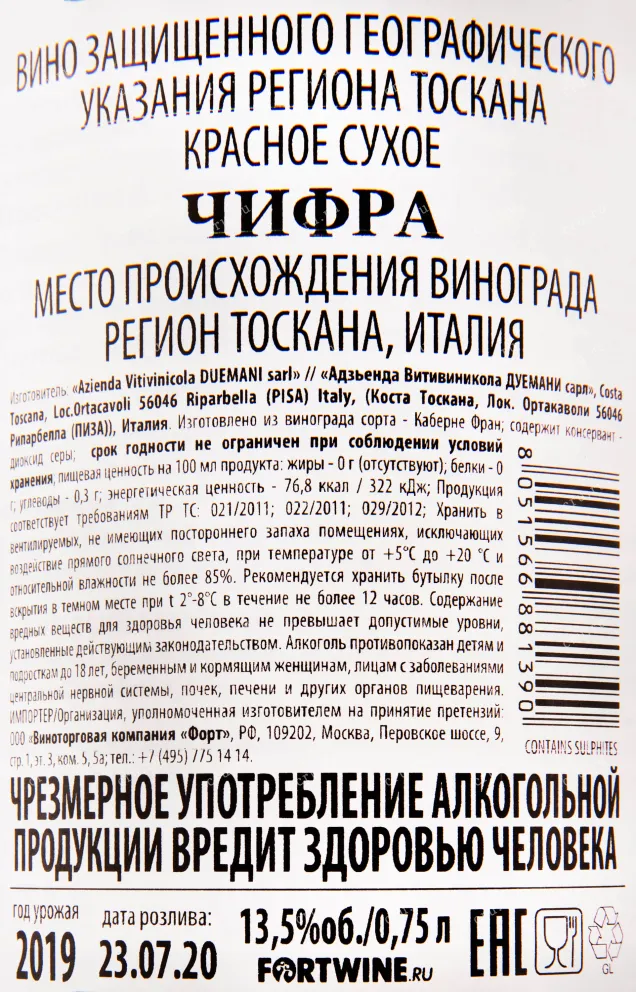 ВИНО ЗАЩИЩЕННОГО ГЕОГРАФИЧЕСКОГО
УКАЗАНИЯ РЕГИОНА ТОСКАНА
КРАСНОЕ СУХОЕ
ЧИФРА
МЕСТО ПРОИСХОЖДЕНИЯ ВИНОГРАДА
РЕГИОН ТОСКАНА, ИТАЛИЯ
Изготовитель: «Azienda Vitivinicola DUEMANI sarl» // «Адзьенда Витивиникола ДУЕМАНИ сарл», Costa
Toscana, Loc.Ortacavoli 56046 Riparbella (PISA) Italy, (Коста Тоскана, Лок. Ортакаволи 56046
Рипарбелла (ПИЗА)), Италия. Изготовлено из винограда сорта - Каберне Фран; содержит консервант -
диоксид серы; срок годности не ограничен при соблюдении условий
хранения, пищевая ценность на 100 мл продукта: жиры - 0 г (отсутствуют); белки - 0
г; углеводы - 0,3 г; энергетическая ценность - 76,8 ккал / 322 кДж; Продукция
соответствует требованиям ТР ТС: 021/2011; 022/2011; 029/2012; Хранить в
вентилируемых, не имеющих постороннего запаха помещениях, исключающих
воздействие прямого солнечного света, при температуре от +5°С до +20 °С и
относительной влажности не более 85%. Рекомендуется хранить бутылку после
вскрытия в темном месте при t 2°-8°С в течение не более 12 часов. Содержание
вредных веществ для здоровья человека не превышает допустимые уровни,
установленные действующим законодательством. Алкоголь противопоказан детям и
подросткам до 18 лет, беременным и кормящим женщинам, лицам с заболеваниями
центральной нервной системы, почек, печени и других органов пищеварения.
ИМПОРТЕР/Организация, уполномоченная изготовителем на принятие претензий:
ООО «Виноторговая компания «Форт», РФ, 109202, Москва, Перовское шоссе, 9,
стр. 1, эт. 3, ком. 5, 5а; тел.: +7 (495) 775 14 14.
8 051566 881390
CONTAINS SULPHITES
ЧРЕЗМЕРНОЕ УПОТРЕБЛЕНИЕ АЛКОГОЛЬНОЙ
ПРОДУКЦИИ ВРЕДИТ ЗДОРОВЬЮ ЧЕЛОВЕКА
год урожая
2019
дата розлива:
23.07.20
13,5%об./0,75 л
FORTWINE.RU
EAC
GL